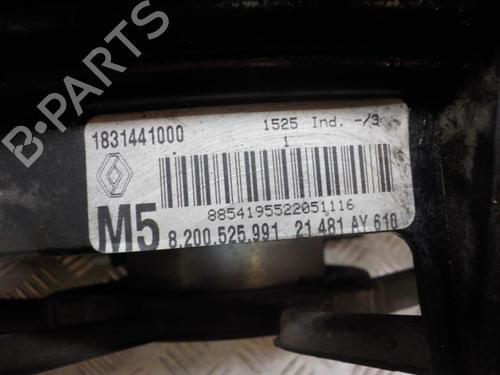 B-PARTS
1831441000 1525 Ind. -/3
1
8854195522051116
M5 8.200.525.991 21 481 AY 610